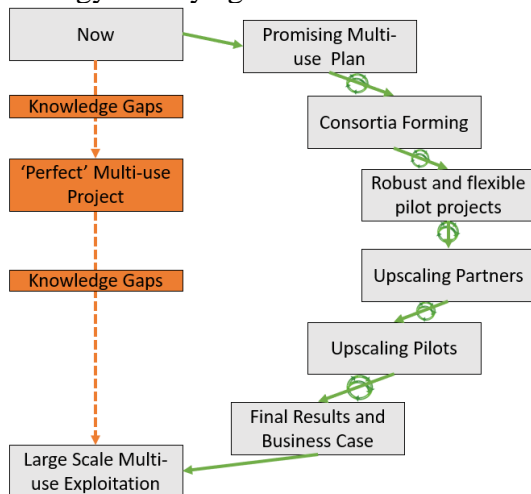 Now
Promising Multi-
use Plan
Knowledge Gaps
Consortia Forming
‘Perfect’ Multi-use
Project
Robust and flexible
pilot projects
Knowledge Gaps
Upscaling Partners
Upscaling Pilots
Final Results and
Business Case
Large Scale Multi-
use Exploitation